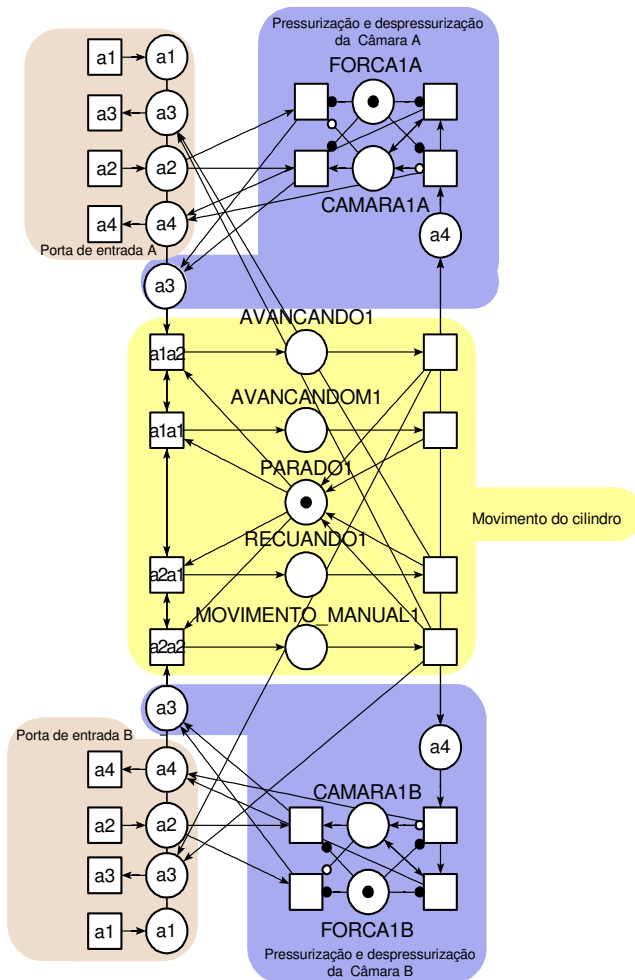 Pressurização e despressurização
da Câmara A
FORCA1A
a1 a1
a3 a3
a2 a2
a4 a4
CAMARA1A
Porta de entrada A
a4
a3
AVANCANDO1
a1a2
AVANCANDOM1
a1a1
PARADO1
Movimento do cilindro
RECUANDO1
a2a1
MOVIMENTO_MANUAL1
a2a2
a3
Porta de entrada B
a4
a4 a4
CAMARA1B
a2 a2
a3 a3
a1 a1
FORCA1B
Pressurização e despressurização
da Câmara B